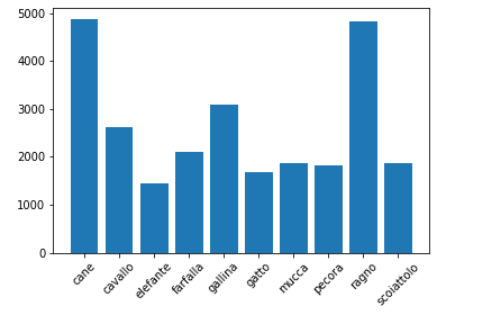 5000
4000
3000
2000
1000
0
cane
cavallo
elefante
farfalla
gallina
gatto
mucca
pecora
ragno
scoiattolo